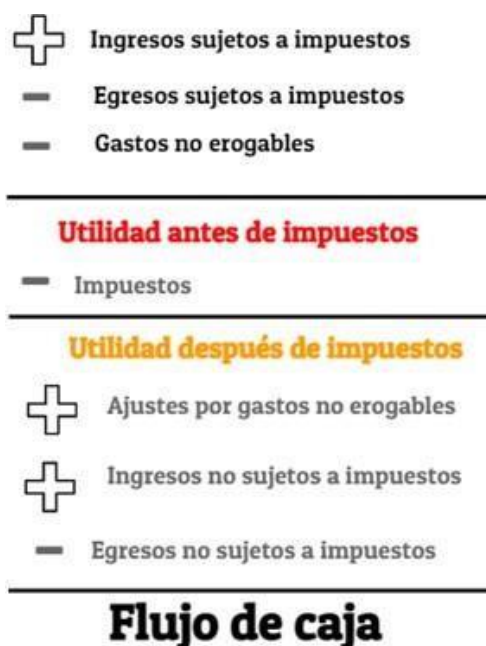 Ingresos sujetos a impuestos
Egresos sujetos a impuestos
Gastos no erogables
Utilidad antes de impuestos
Impuestos
Utilidad después de impuestos
Ajustes por gastos no erogables
Ingresos no sujetos a impuestos
Egresos no sujetos a impuestos
Flujo de caja